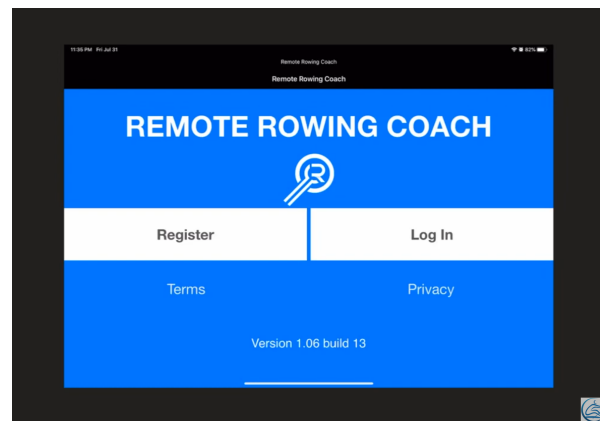 11:35 PM Fri Jul 31
82%
Remote Rowing Coach
Remote Rowing Coach
REMOTE ROWING COACH
R
Register
Log In
Terms
Privacy
Version 1.06 build 13